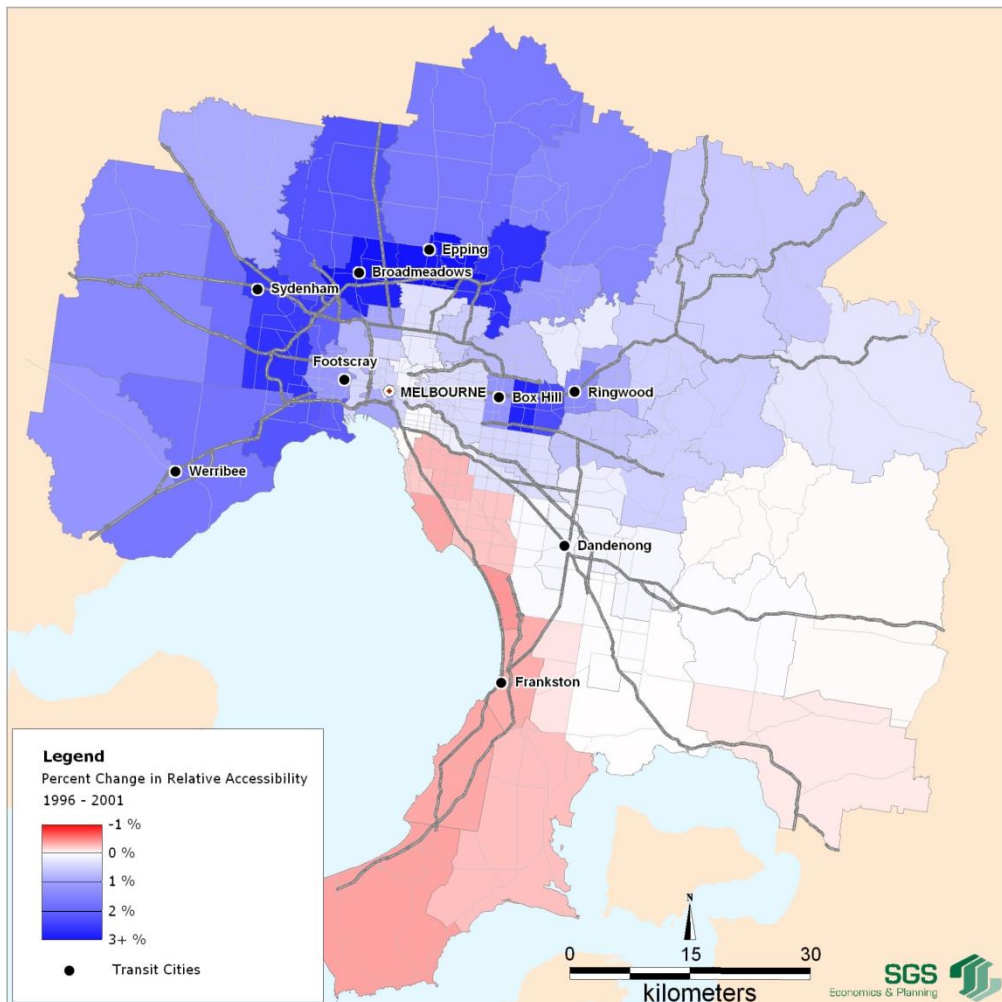 Epping
Broadmeadows
Sydenham
Footscray
MELBOURNE
Box Hill
Ringwood
Werribee
Dandenong
Frankston
Legend
Percent Change in Relative Accessibility
1996 - 2001
-1 %
0 %
1 %
2 %
3+ %
Transit Cities
N
0 15 30
kilometers
SGS
Economics & Planning